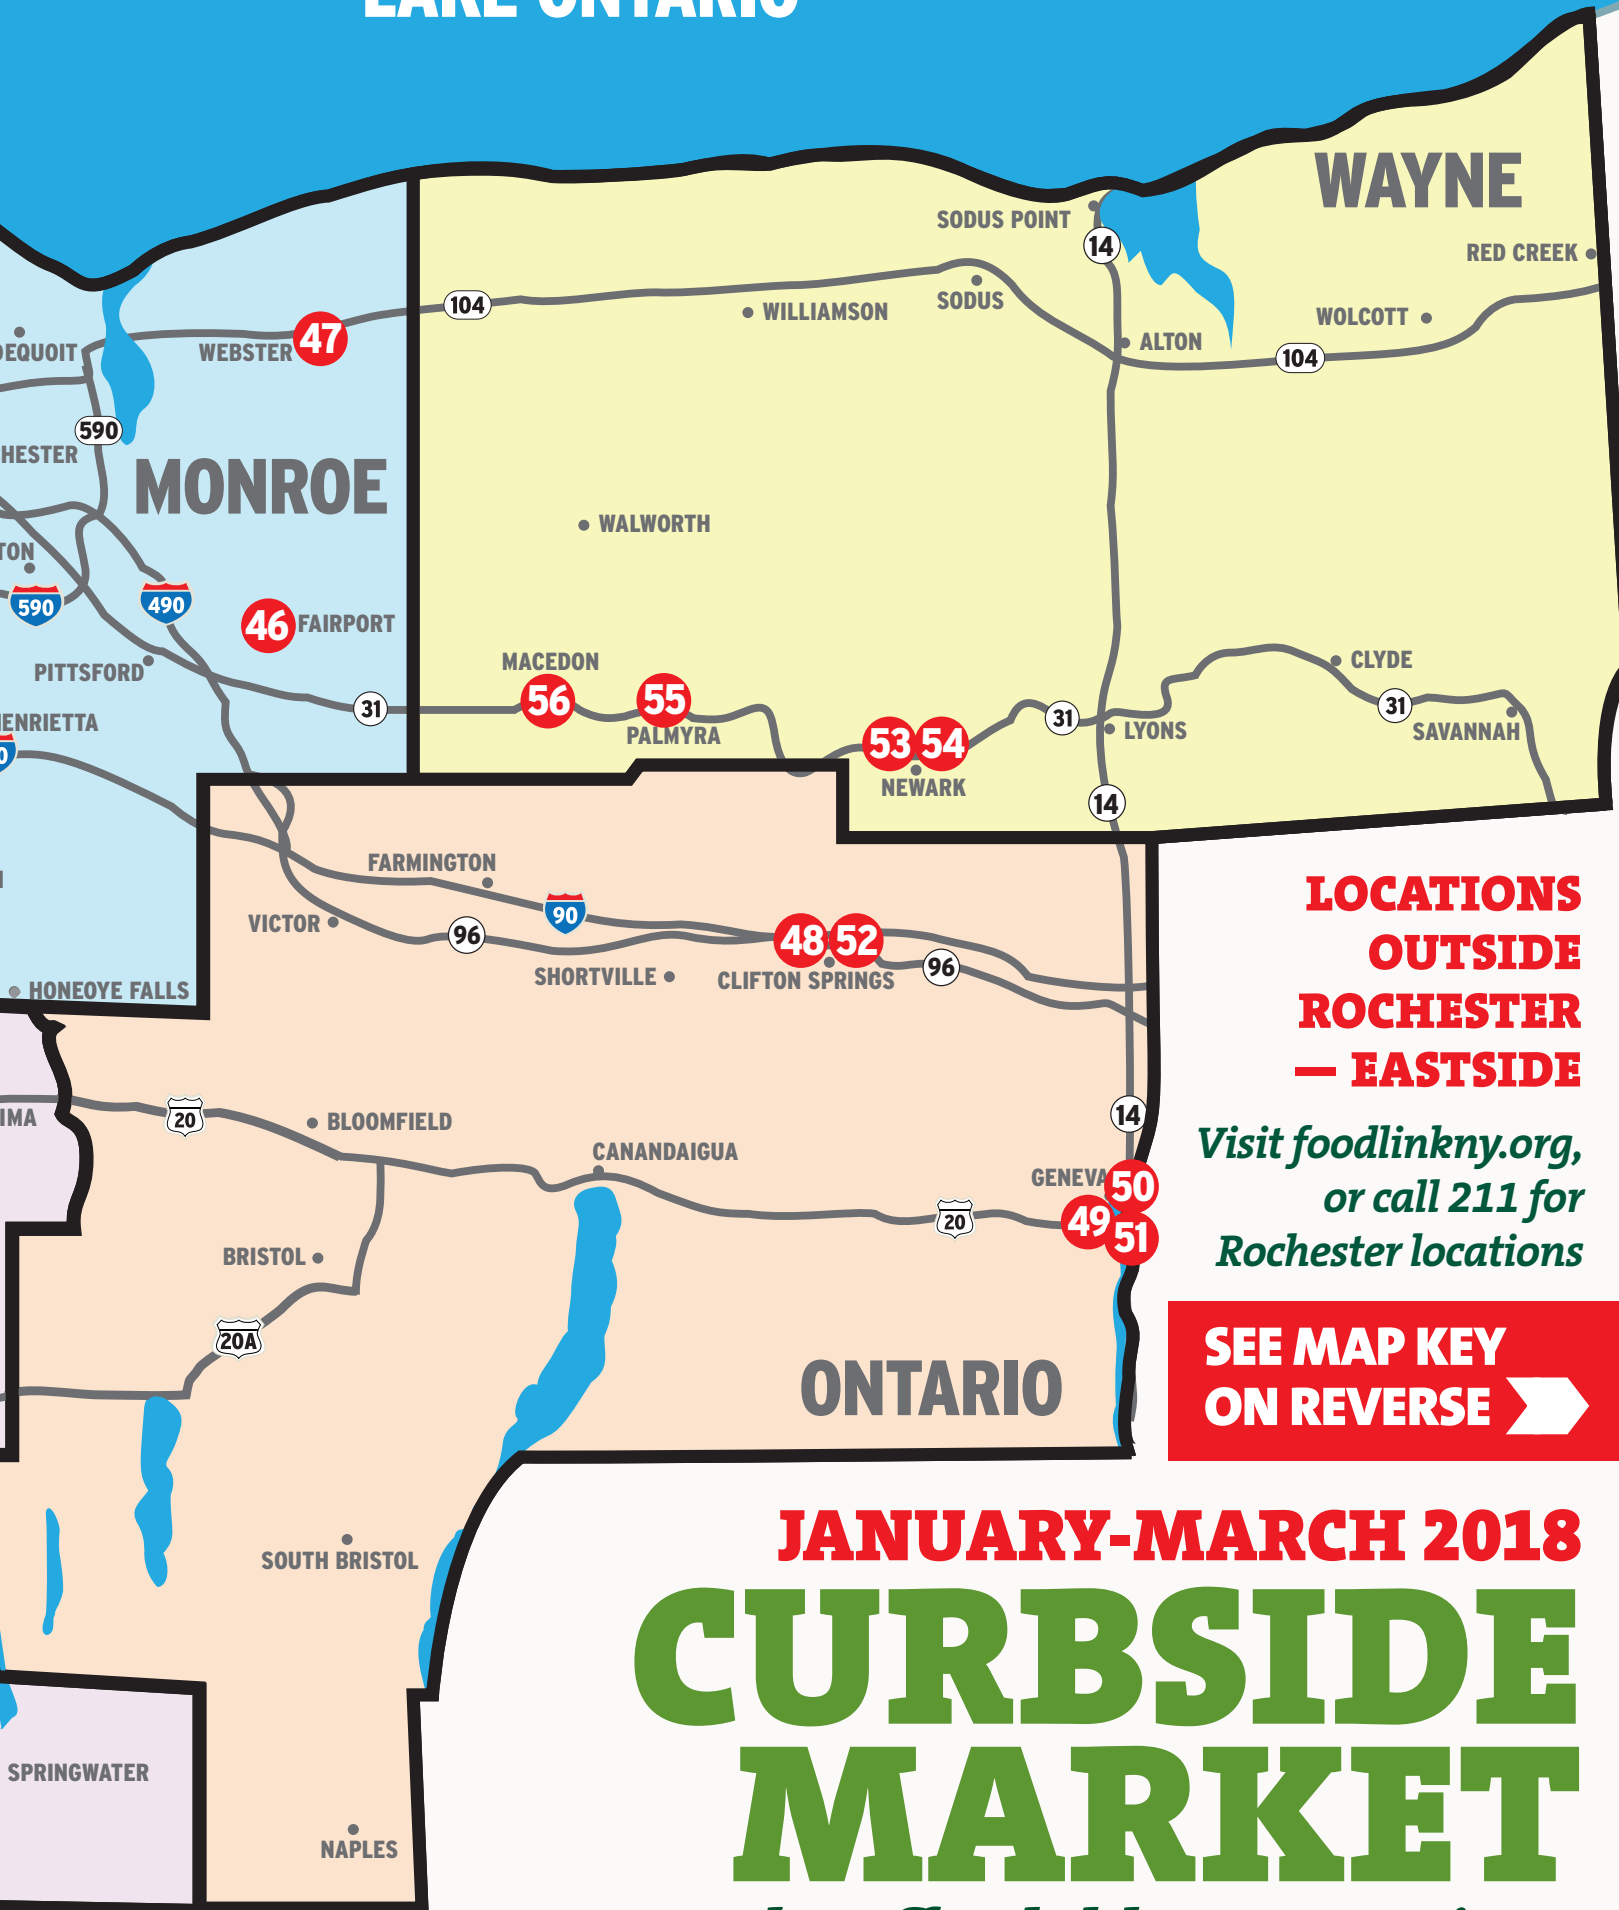 LAKE ONTARIO
WAYNE
SODUS POINT
14
RED CREEK
SODUS
104
WILLIAMSON
WOLCOTT
47
WEBSTER
ALTON
104
590
MONROE
WALWORTH
590
490
46 FAIRPORT
MACEDON
PITTSFORD
CLYDE
56
55
31
31
31
PALMYRA
53
54
LYONS
SAVANNAH
NEWARK
14
FARMINGTON
LOCATIONS
OUTSIDE
ROCHESTER
— EASTSIDE
90
VICTOR
96
48
52
96
SHORTVILLE
CLIFTON SPRINGS
HONEOYE FALLS
20
BLOOMFIELD
14
Visit foodlinkny.org,
or call 211 for
Rochester locations
CANANDAIGUA
GENEVA
50
49
51
20
BRISTOL
20A
SEE MAP KEY
ON REVERSE
ONTARIO
JANUARY-MARCH 2018
CURBSIDE
MARKET
SOUTH BRISTOL
SPRINGWATER
NAPLES